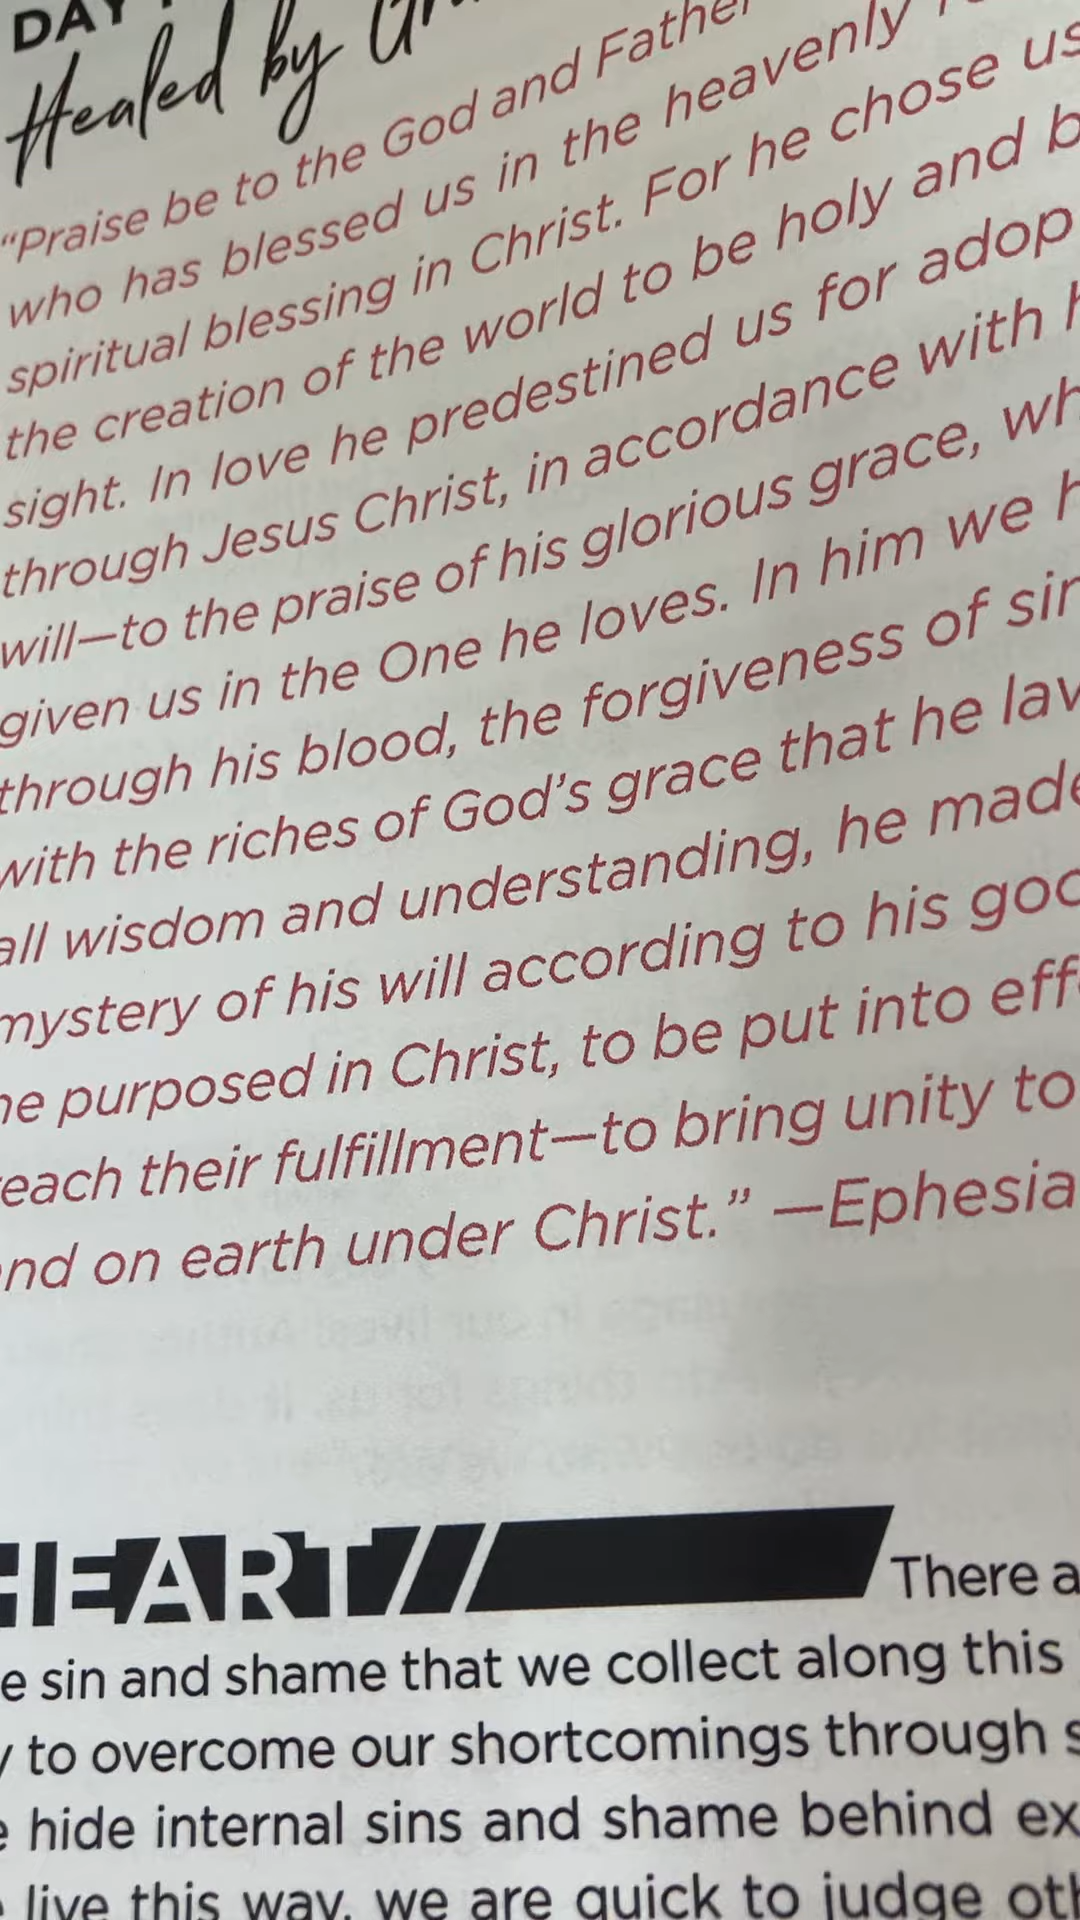 DAY
Healed by
"Praise be to the God and Father
who has blessed us in the heavenly
spiritual blessing in Christ. For he chose us
the creation of the world to be holy and b
sight. In love he predestined us for adop
through Jesus Christ, in accordance with h
will—to the praise of his glorious grace, wh
given us in the One he loves. In him we h
through his blood, the forgiveness of sin
with the riches of God's grace that he lav
all wisdom and understanding, he made
mystery of his will according to his goo
he purposed in Christ, to be put into eff
reach their fulfillment—to bring unity to
and on earth under Christ." —Ephesia
HEART//
There a
e sin and shame that we collect along this
y to overcome our shortcomings through s
e hide internal sins and shame behind ex
live this way, we are quick to judge oth